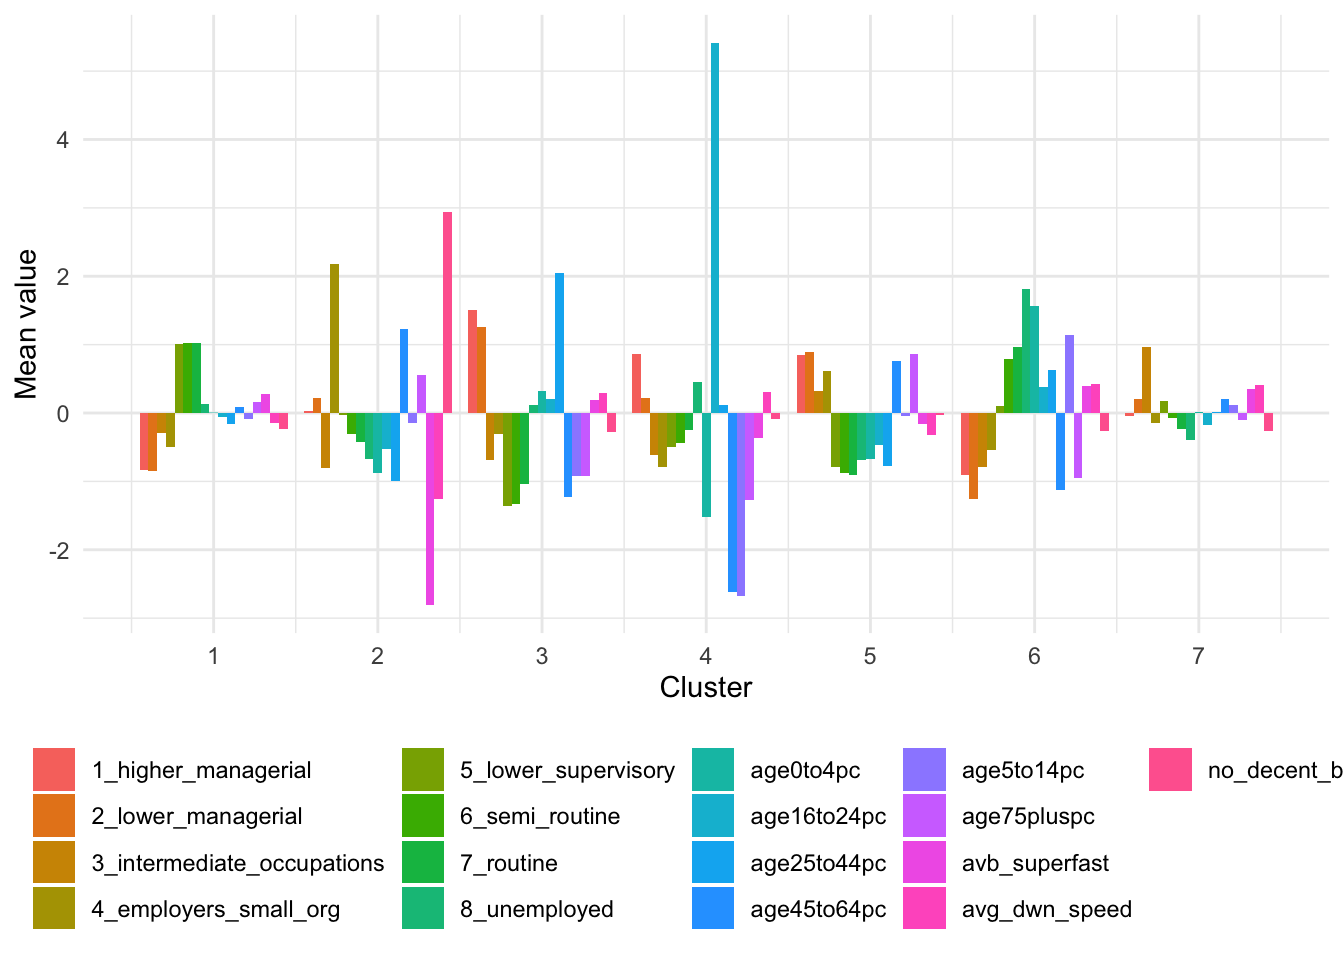 4
2
0
-2
Mean value
1 2 3 4 5 6 7
Cluster
1_higher_managerial 5_lower_supervisory age0to4pc age5to14pc no_decent_b
2_lower_managerial 6_semi_routine age16to24pc age75pluspc
3_intermediate_occupations 7_routine age25to44pc avb_superfast
4_employers_small_org 8_unemployed age45to64pc avg_dwn_speed